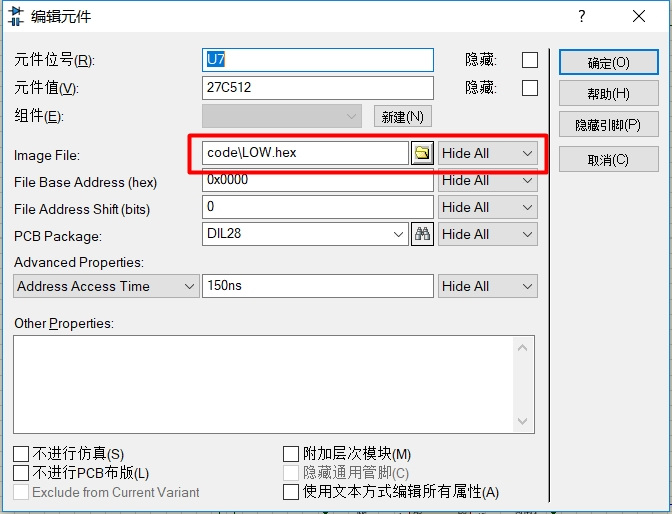 编辑元件 ?
元件位号(R): U7 隐藏: 确定(O)
元件值(V): 27C512 隐藏: 帮助(H)
组件(E): 新建(N) 隐藏引脚(P)
Image File: code\LOW.hex Hide All 取消(C)
File Base Address (hex) 0x0000 Hide All
File Address Shift (bits) 0 Hide All
PCB Package: DIL28 Hide All
Advanced Properties:
Address Access Time 150ns Hide All
Other Properties:
不进行仿真(S) 附加层次模块(M)
不进行PCB布版(L) 隐藏通用管脚(C)
Exclude from Current Variant 使用文本方式编辑所有属性(A)